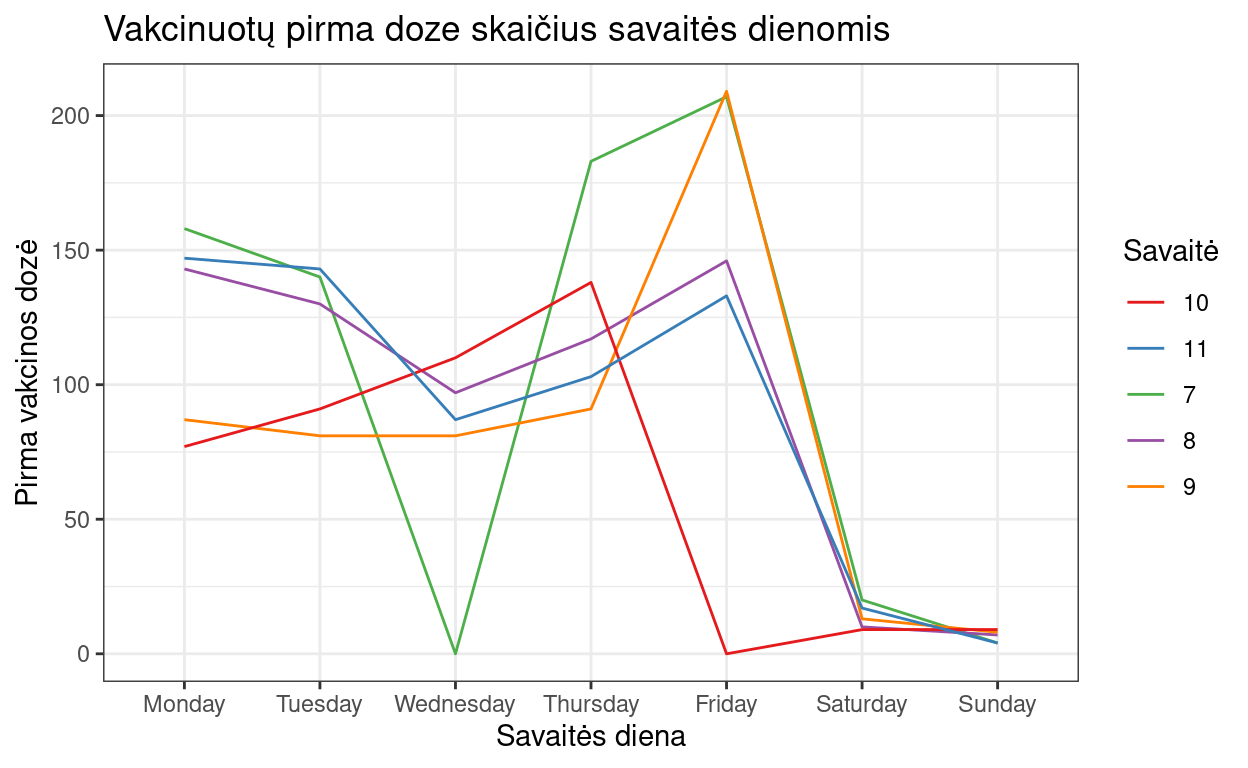 Vakcinuotų pirma doze skaičius savaitės dienomis
Pirma vakcinos dozė
200
150
100
50
0
Monday Tuesday Wednesday Thursday Friday Saturday Sunday
Savaitės diena
Savaitė
10
11
7
8
9